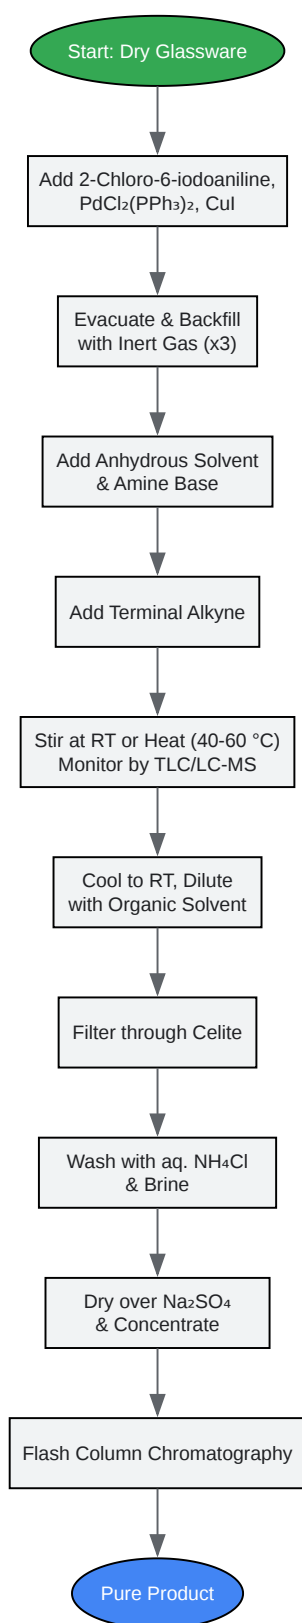 Start: Dry Glassware
Add 2-Chloro-6-iodoaniline,
PdCl₂(PPh₃)₂, CuI
Evacuate & Backfill
with Inert Gas (x3)
Add Anhydrous Solvent
& Amine Base
Add Terminal Alkyne
Stir at RT or Heat (40-60 °C)
Monitor by TLC/LC-MS
Cool to RT, Dilute
with Organic Solvent
Filter through Celite
Wash with aq. NH₄Cl
& Brine
Dry over Na₂SO₄
& Concentrate
Flash Column Chromatography
Pure Product